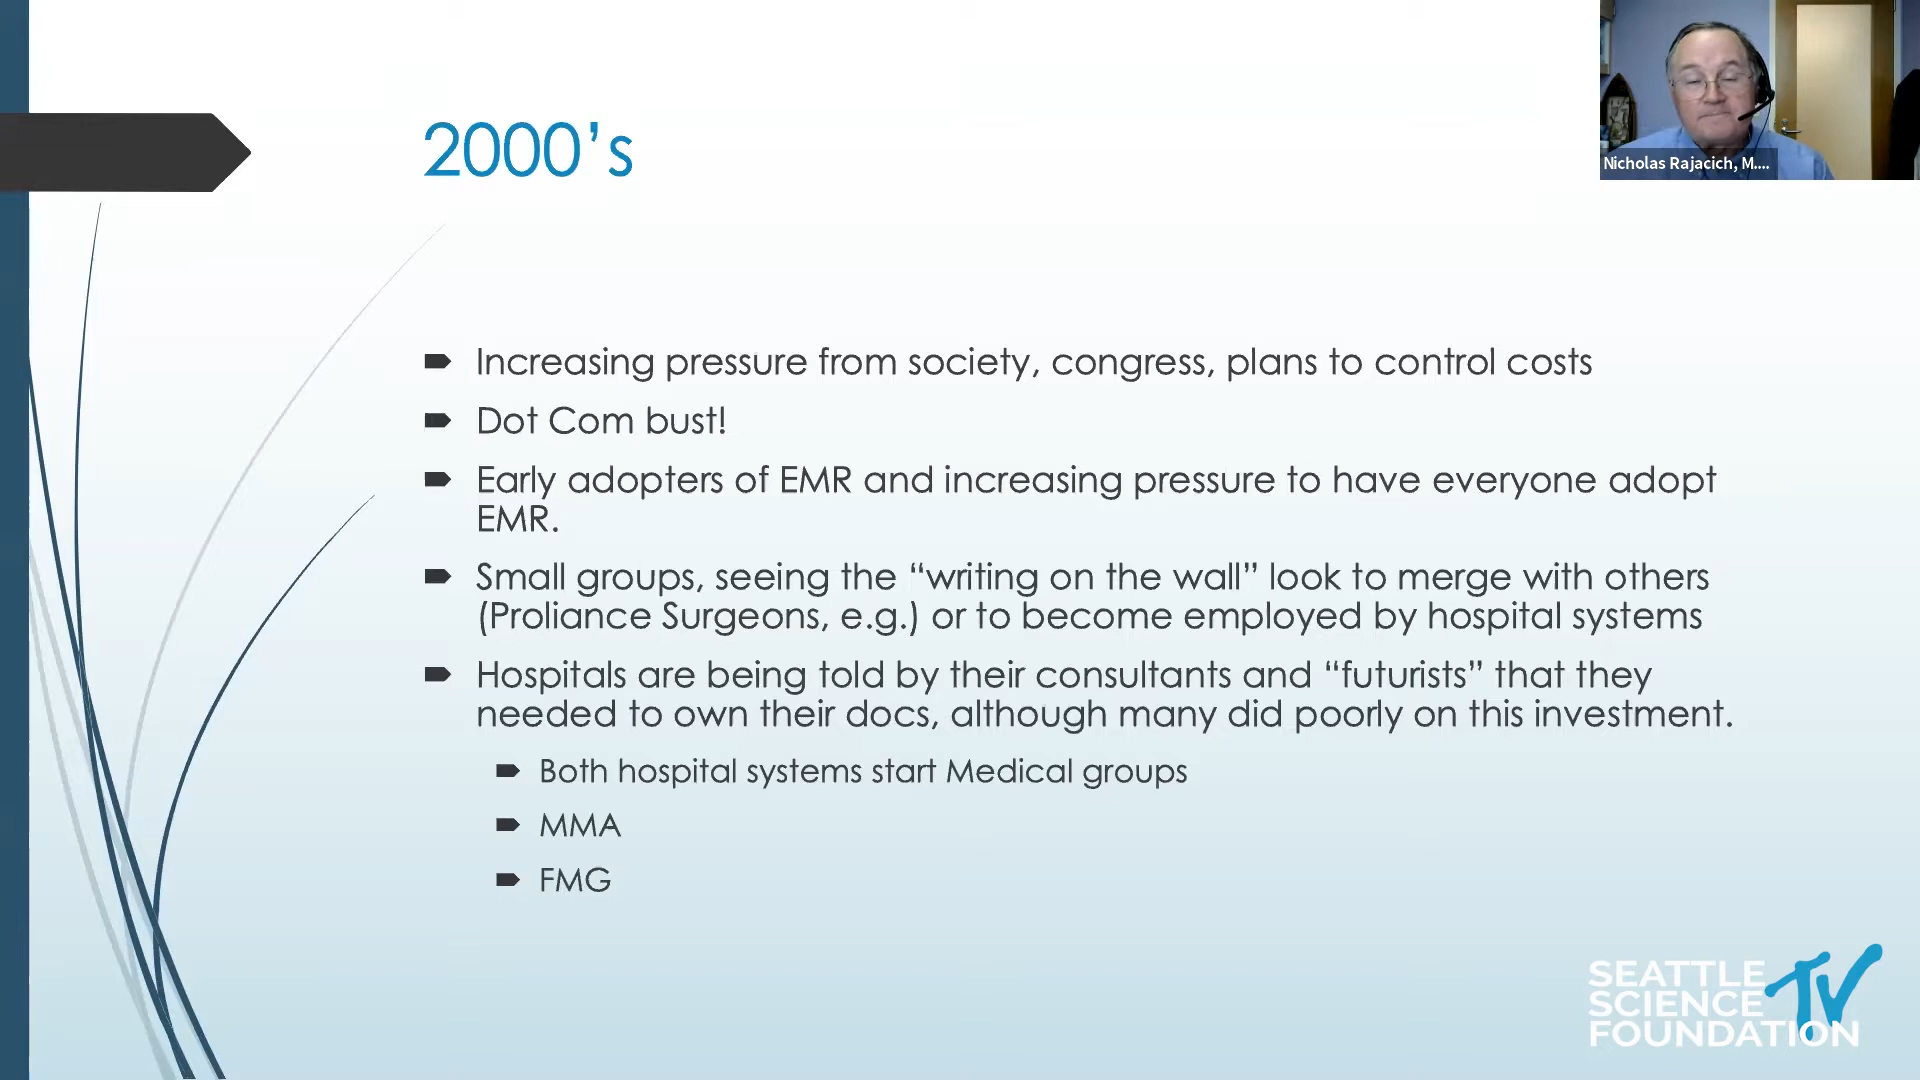 2000's
Nicholas Rajacich, M....
Increasing pressure from society, congress, plans to control costs
Dot Com bust!
Early adopters of EMR and increasing pressure to have everyone adopt
EMR.
Small groups, seeing the “writing on the wall” look to merge with others
(Proliance Surgeons, e.g.) or to become employed by hospital systems
Hospitals are being told by their consultants and “futurists” that they
needed to own their docs, although many did poorly on this investment.
Both hospital systems start Medical groups
MMA
FMG
SEATTLE
SCIENCE
FOUNDATION
TV